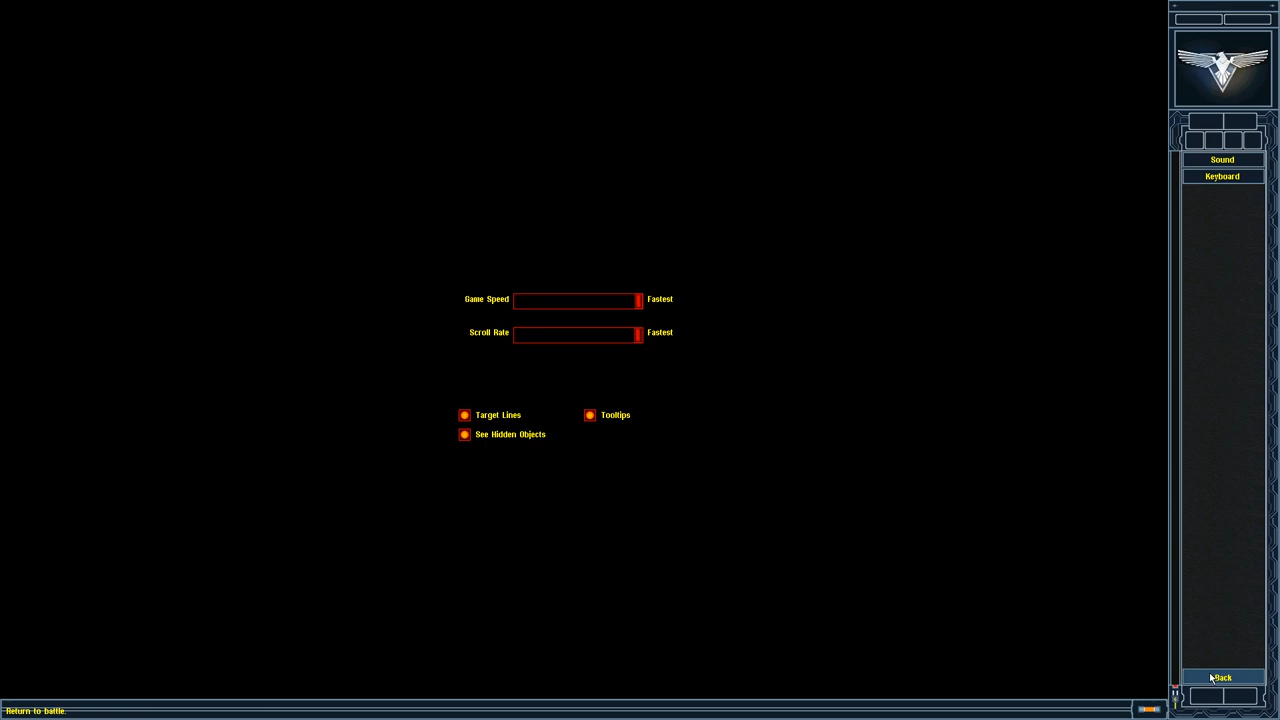 Sound
Keyboard
Game Speed Fastest
Scroll Rate Fastest
Target Lines Tooltips
See Hidden Objects
Back
Return to battle.